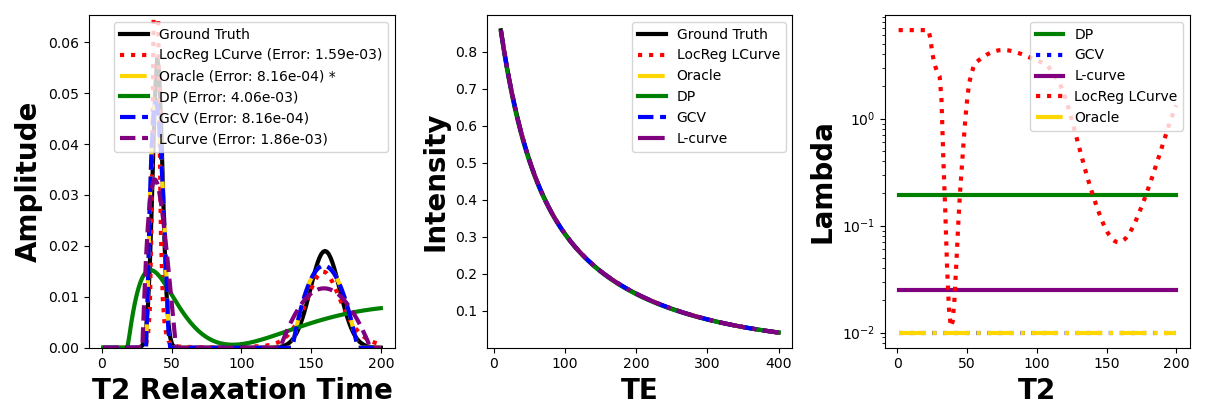 Amplitude
0.06
0.05
0.04
0.03
0.02
0.01
0.00
0
50
100
150
200
T2 Relaxation Time
Ground Truth
LocReg LCurve (Error: 1.59e-03)
Oracle (Error: 8.16e-04) *
DP (Error: 4.06e-03)
GCV (Error: 8.16e-04)
LCurve (Error: 1.86e-03)
Intensity
0.8
0.7
0.6
0.5
0.4
0.3
0.2
0.1
0
100
200
300
400
TE
Ground Truth
LocReg LCurve
Oracle
DP
GCV
L-curve
Lambda
10⁰
10⁻¹
10⁻²
0
50
100
150
200
T2
DP
GCV
L-curve
LocReg LCurve
Oracle